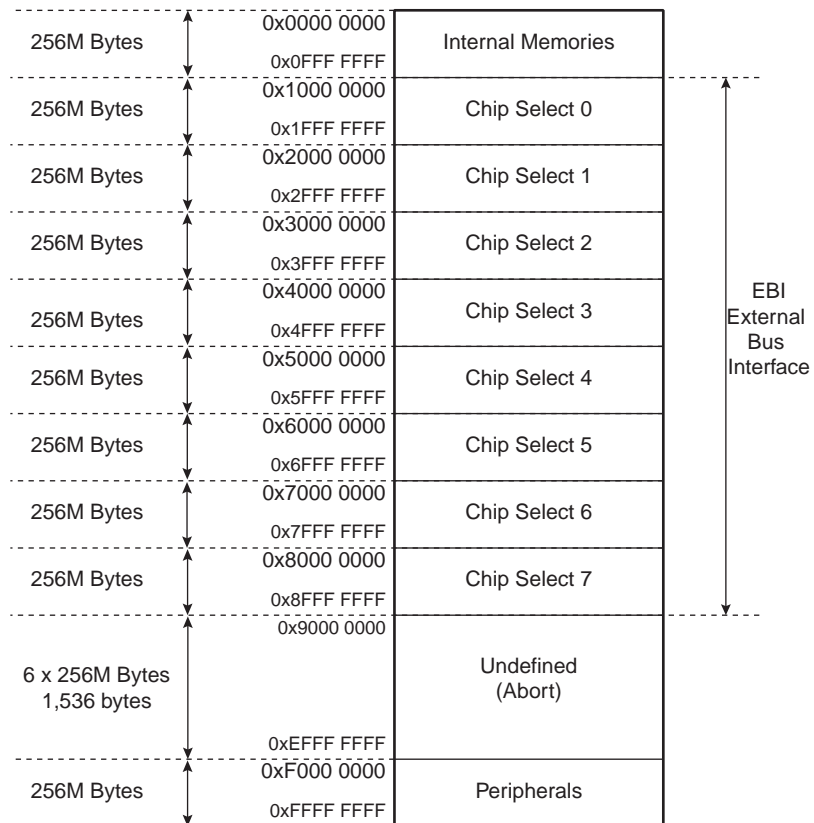 256M Bytes
0x0000 0000
0x0FFF FFFF
Internal Memories
256M Bytes
0x1000 0000
0x1FFF FFFF
Chip Select 0
256M Bytes
0x2000 0000
0x2FFF FFFF
Chip Select 1
256M Bytes
0x3000 0000
0x3FFF FFFF
Chip Select 2
256M Bytes
0x4000 0000
0x4FFF FFFF
Chip Select 3
256M Bytes
0x5000 0000
0x5FFF FFFF
Chip Select 4
256M Bytes
0x6000 0000
0x6FFF FFFF
Chip Select 5
256M Bytes
0x7000 0000
0x7FFF FFFF
Chip Select 6
256M Bytes
0x8000 0000
0x8FFF FFFF
Chip Select 7
EBI
External
Bus
Interface
6 x 256M Bytes
1,536 bytes
0x9000 0000
0xEFFF FFFF
Undefined
(Abort)
256M Bytes
0xF000 0000
0xFFFF FFFF
Peripherals